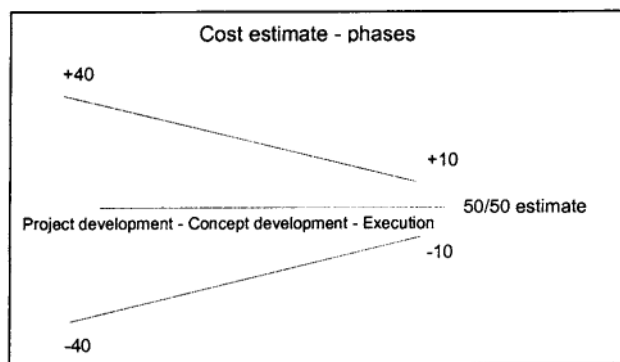 Cost estimate - phases
+40
+10
50/50 estimate
Project development - Concept development - Execution
-10
-40